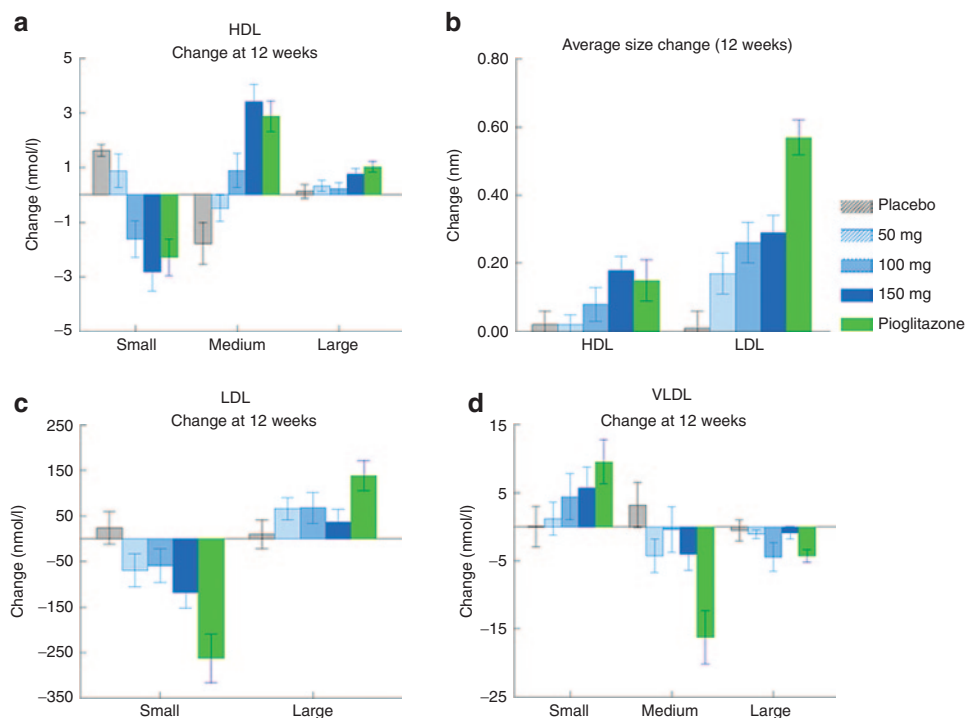 a
HDL
Change at 12 weeks
5
3
1
−1
−3
−5
Change (nmol/l)
Small
Medium
Large
b
Average size change (12 weeks)
0.80
0.60
0.40
0.20
0.00
Change (nm)
HDL
LDL
Placebo
50 mg
100 mg
150 mg
Pioglitazone
c
LDL
Change at 12 weeks
250
150
50
−50
−150
−250
−350
Change (nmol/l)
Small
Large
d
VLDL
Change at 12 weeks
15
5
−5
−15
−25
Change (nmol/l)
Small
Medium
Large